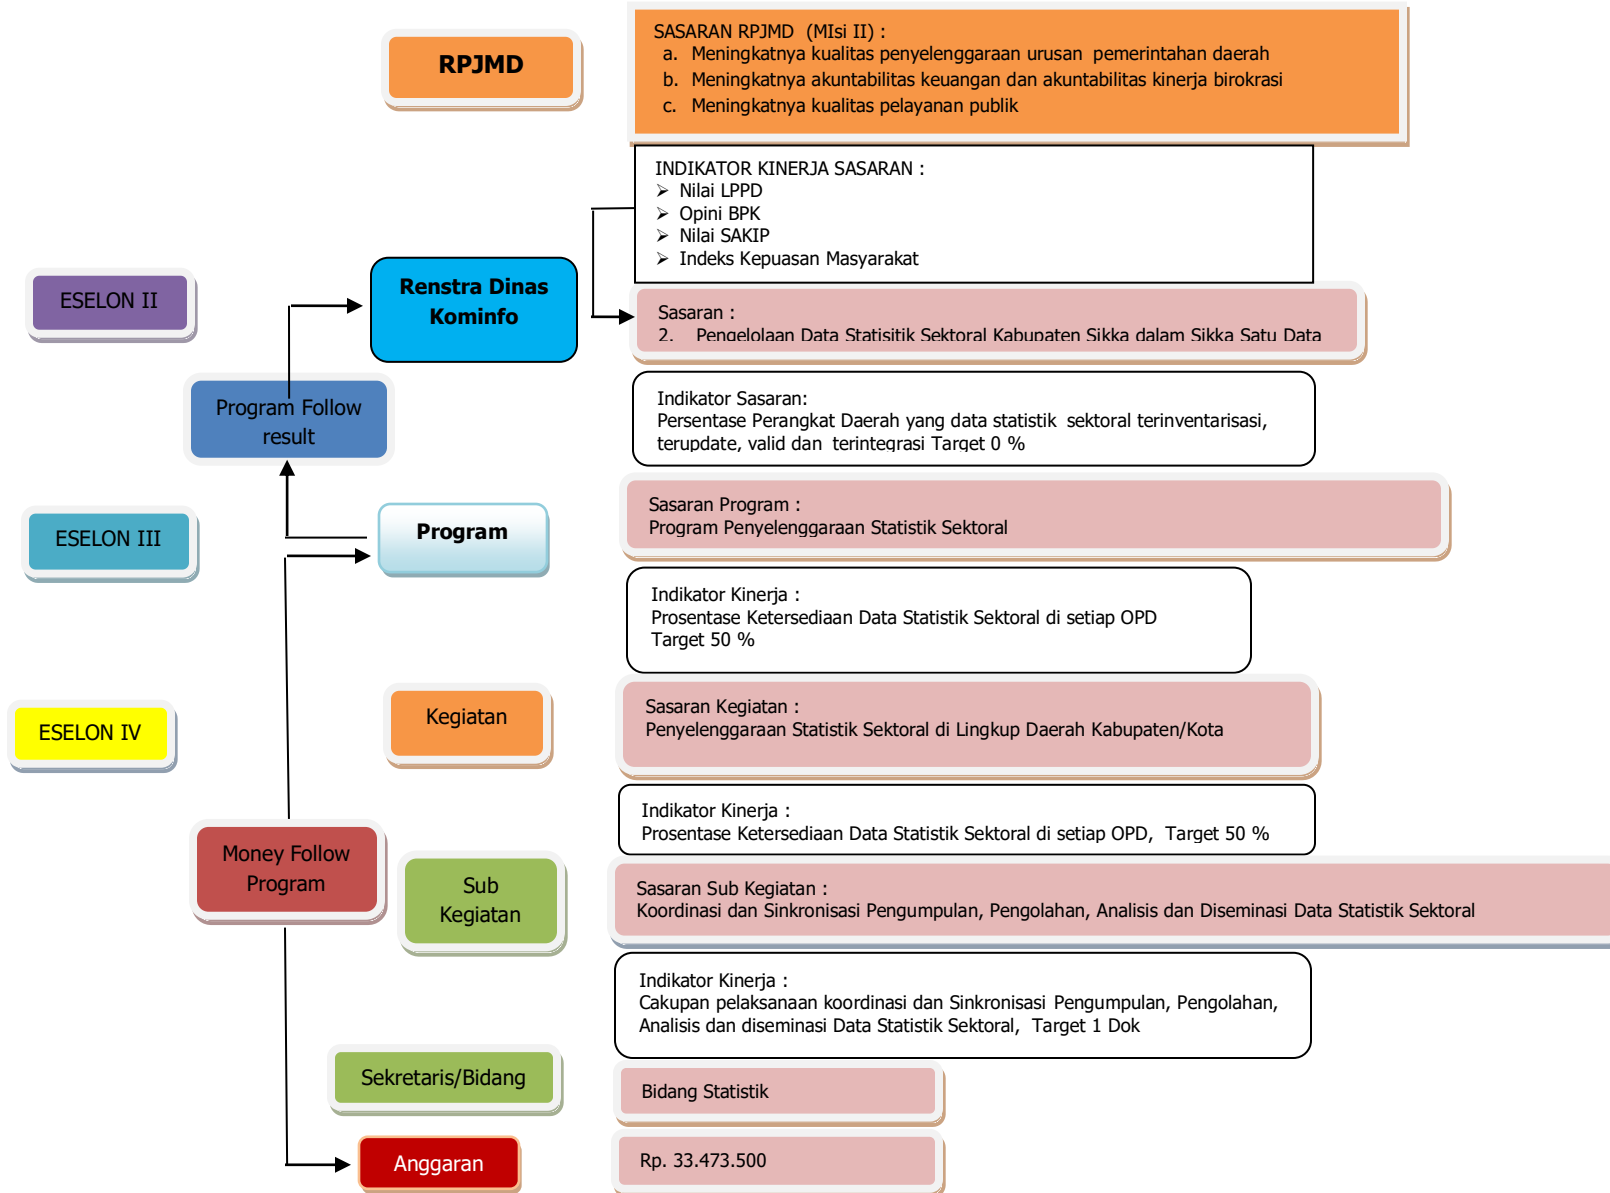 RPJMD
SASARAN RPJMD  (MIsi II) :
a. Meningkatnya kualitas penyelenggaraan urusan  pemerintahan daerah
b. Meningkatnya akuntabilitas keuangan dan akuntabilitas kinerja birokrasi
c. Meningkatnya kualitas pelayanan publik
INDIKATOR KINERJA SASARAN :
➢ Nilai LPPD
➢ Opini BPK
➢ Nilai SAKIP
➢ Indeks Kepuasan Masyarakat
ESELON II
Renstra Dinas
Kominfo
Sasaran :
2. Pengelolaan Data Statisitik Sektoral Kabupaten Sikka dalam Sikka Satu Data
Program Follow
result
Indikator Sasaran:
Persentase Perangkat Daerah yang data statistik  sektoral terinventarisasi,
terupdate, valid dan  terintegrasi Target 0 %
ESELON III
Program
Sasaran Program :
Program Penyelenggaraan Statistik Sektoral
Indikator Kinerja :
Prosentase Ketersediaan Data Statistik Sektoral di setiap OPD
Target 50 %
ESELON IV
Kegiatan
Sasaran Kegiatan :
Penyelenggaraan Statistik Sektoral di Lingkup Daerah Kabupaten/Kota
Indikator Kinerja :
Prosentase Ketersediaan Data Statistik Sektoral di setiap OPD,  Target 50 %
Money Follow
Program
Sub
Kegiatan
Sasaran Sub Kegiatan :
Koordinasi dan Sinkronisasi Pengumpulan, Pengolahan, Analisis dan Diseminasi Data Statistik Sektoral
Indikator Kinerja :
Cakupan pelaksanaan koordinasi dan Sinkronisasi Pengumpulan, Pengolahan,
Analisis dan diseminasi Data Statistik Sektoral,  Target 1 Dok
Sekretaris/Bidang
Bidang Statistik
Anggaran
Rp. 33.473.500